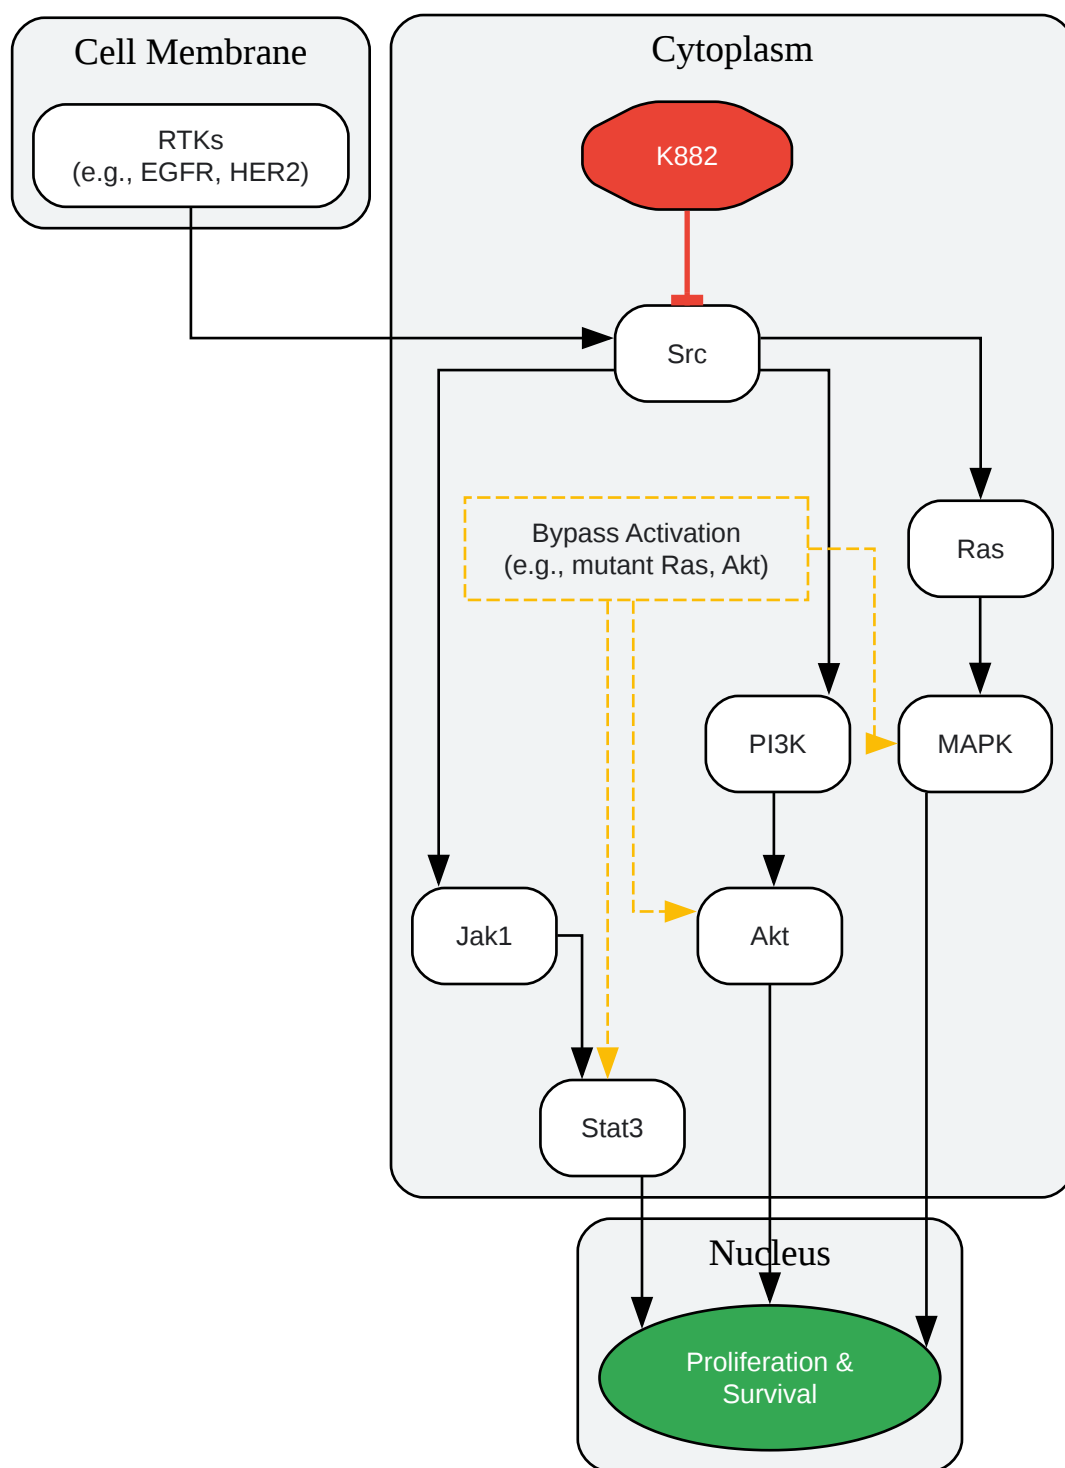 Cell Membrane
RTKs
(e.g., EGFR, HER2)
Cytoplasm
K882
Src
Bypass Activation
(e.g., mutant Ras, Akt)
Ras
PI3K
MAPK
Jak1
Akt
Stat3
Nucleus
Proliferation &
Survival